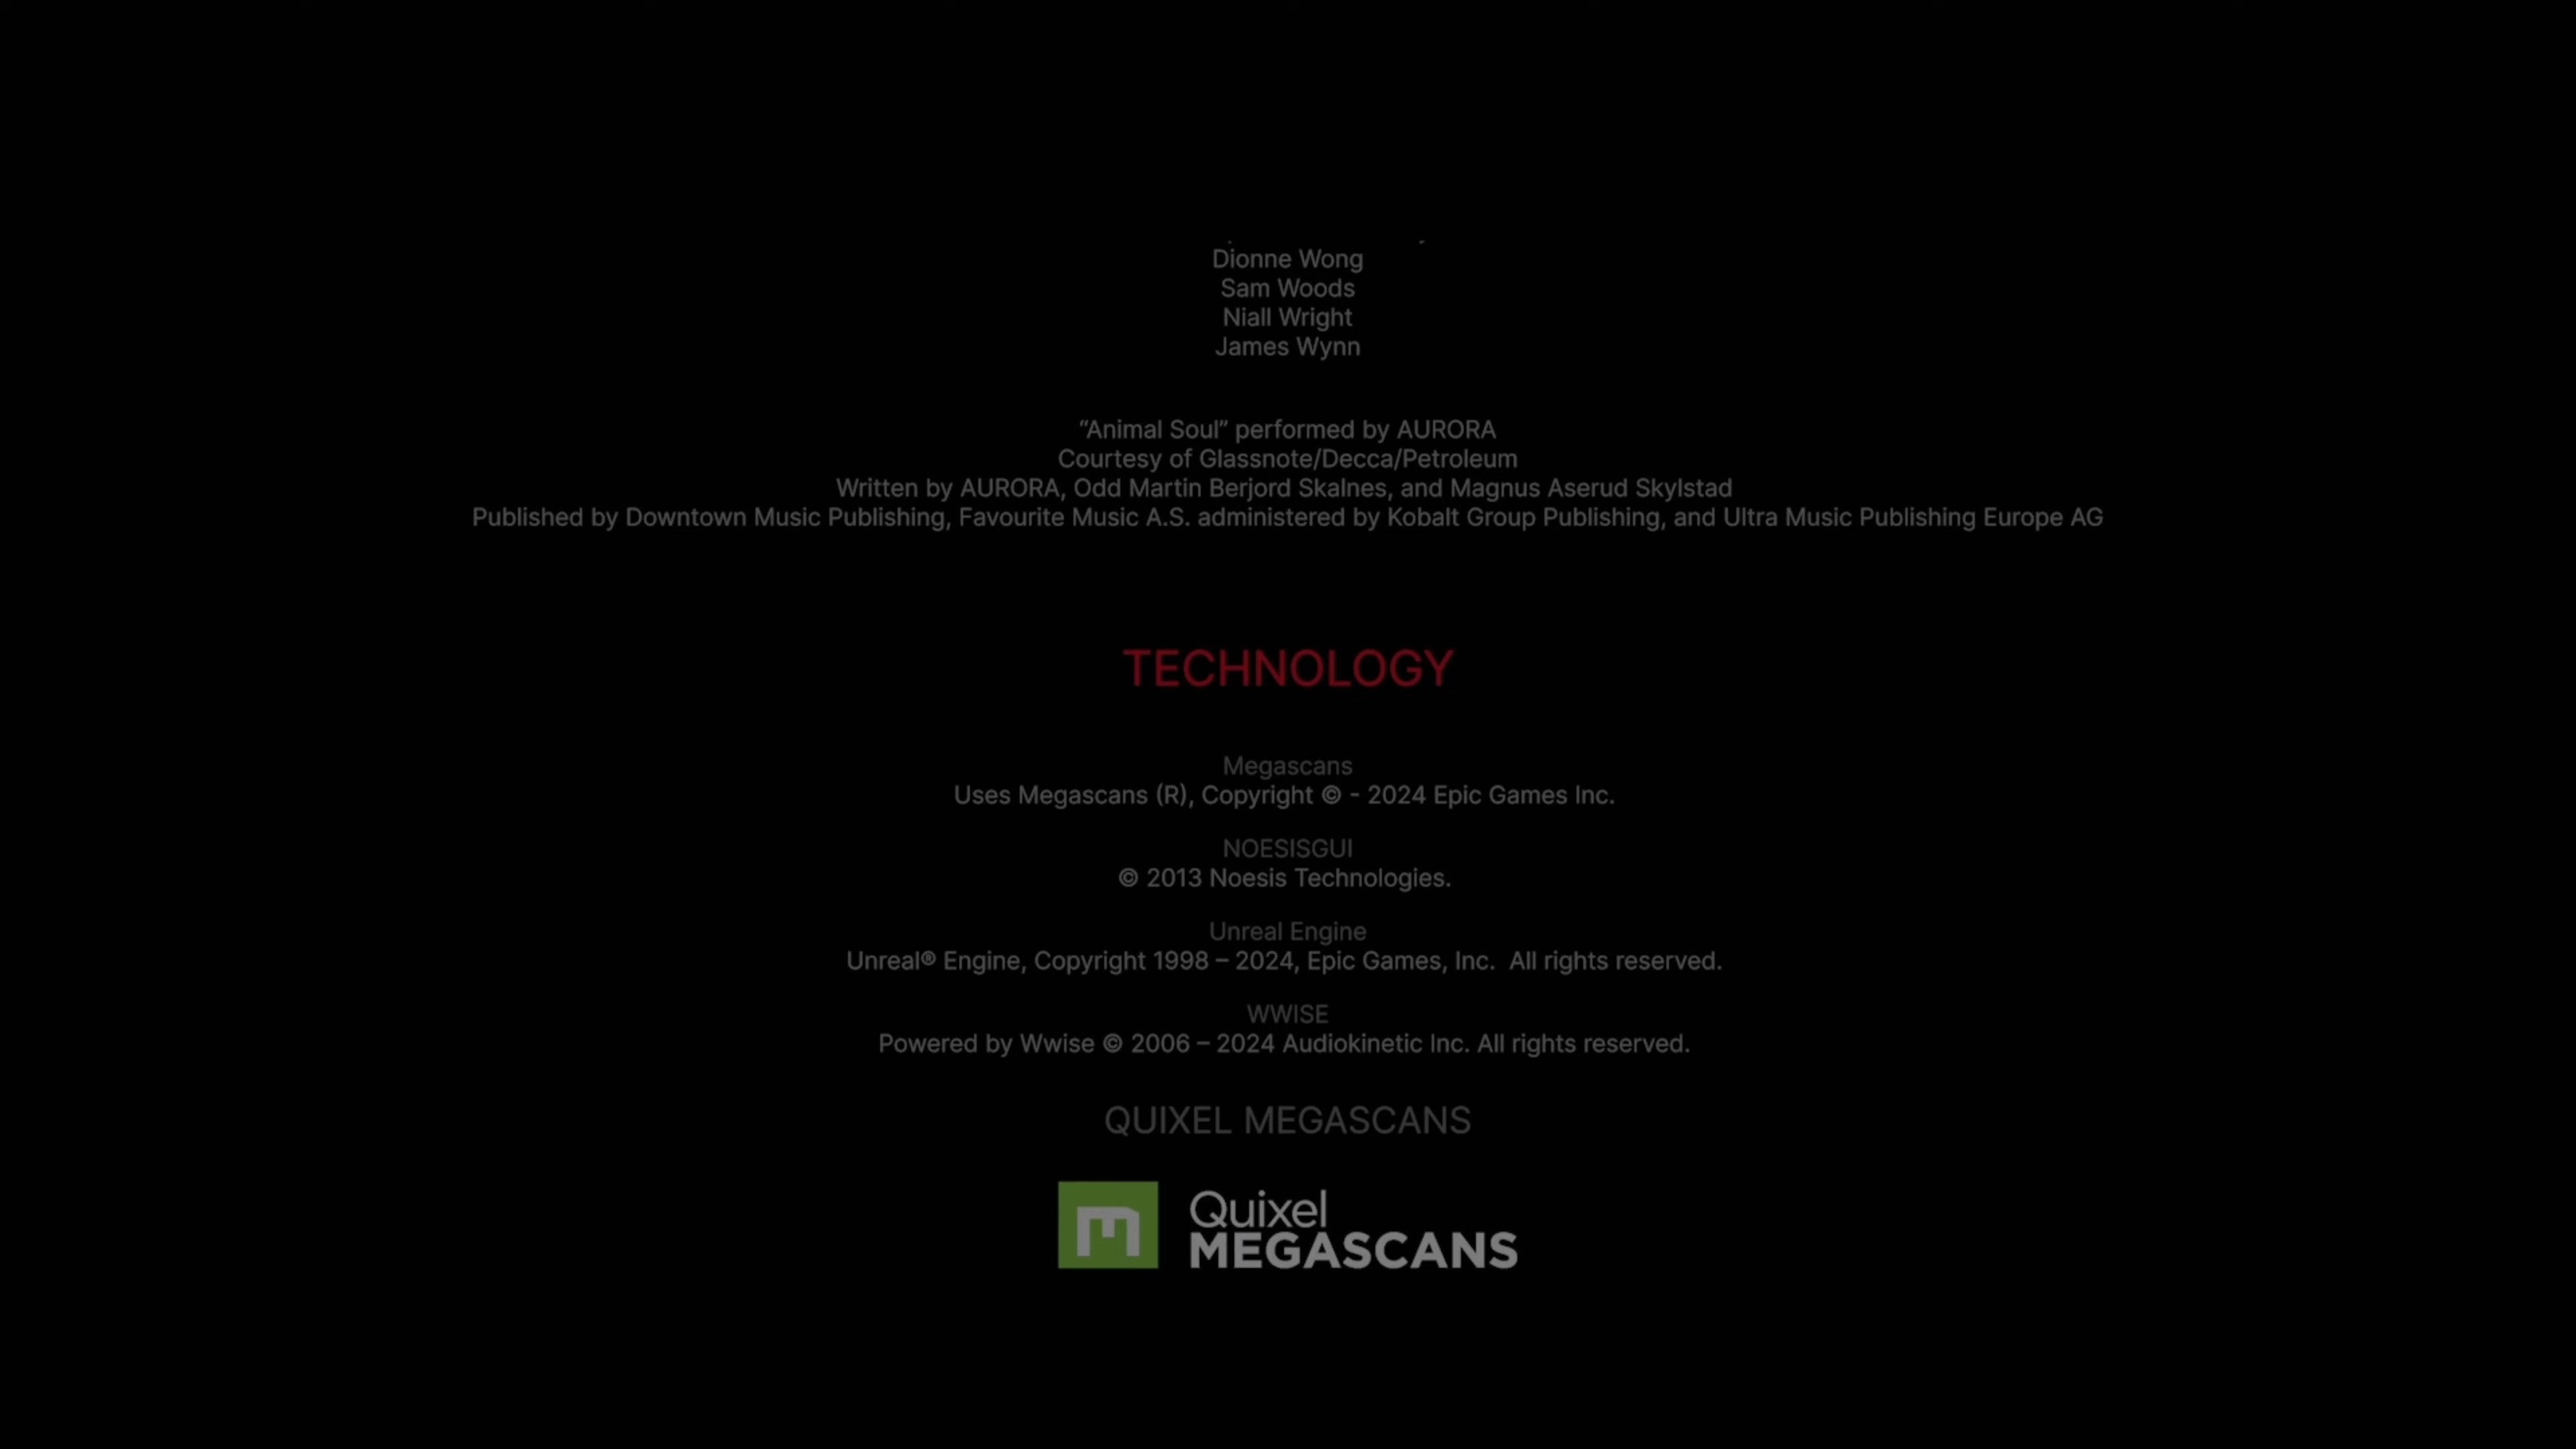 Dionne Wong
Sam Woods
Niall Wright
James Wynn
“Animal Soul” performed by AURORA
Courtesy of Glassnote/Decca/Petroleum
Written by AURORA, Odd Martin Berjord Skalnes, and Magnus Aserud Skylstad
Published by Downtown Music Publishing, Favourite Music A.S. administered by Kobalt Group Publishing, and Ultra Music Publishing Europe AG
TECHNOLOGY
Megascans
Uses Megascans (R), Copyright © - 2024 Epic Games Inc.
NOESISGUI
© 2013 Noesis Technologies.
Unreal Engine
Unreal® Engine, Copyright 1998 – 2024, Epic Games, Inc.  All rights reserved.
WWISE
Powered by Wwise © 2006 – 2024 Audiokinetic Inc. All rights reserved.
QUIXEL MEGASCANS
Quixel
MEGASCANS